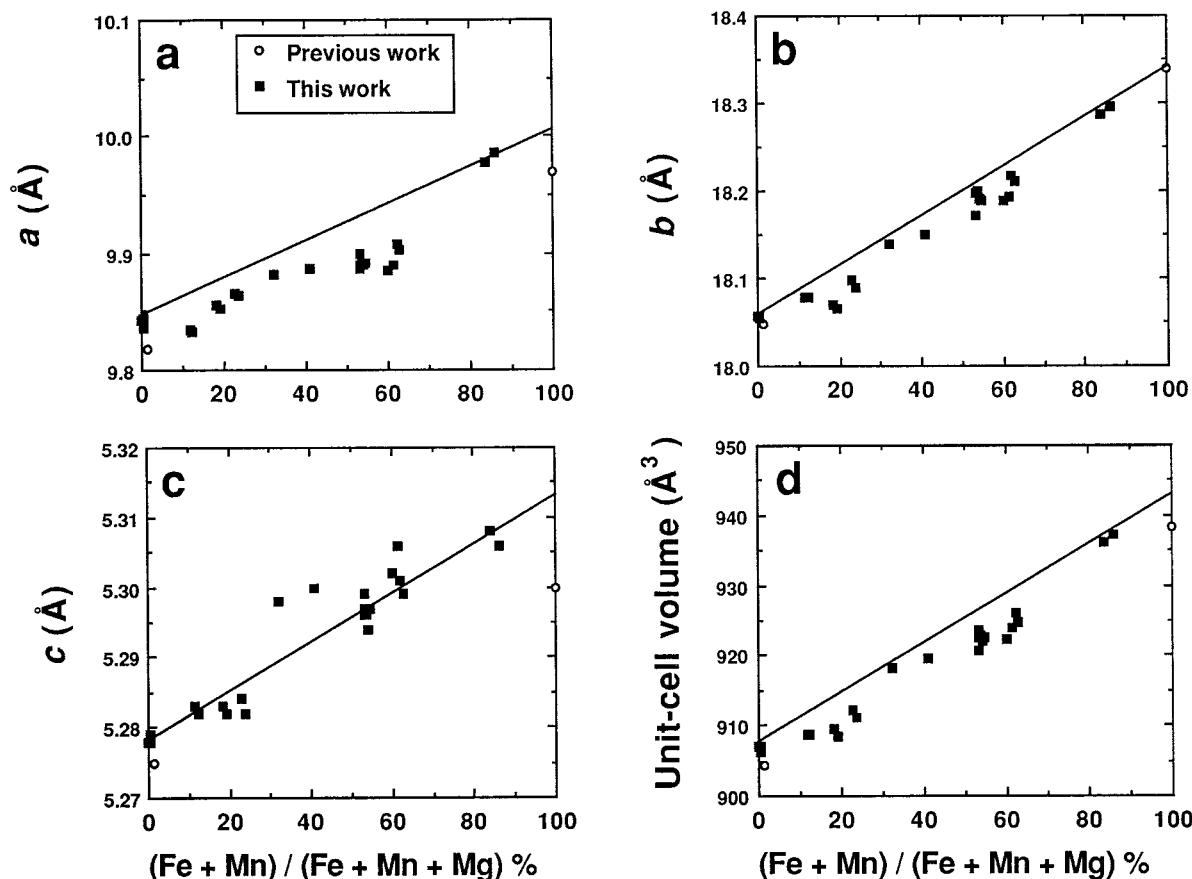 a
Previous work
This work
10.1
10.0
9.9
9.8
a (Å)
0 20 40 60 80 100
b
18.4
18.3
18.2
18.1
18.0
b (Å)
0 20 40 60 80 100
c
5.32
5.31
5.30
5.29
5.28
5.27
c (Å)
0 20 40 60 80 100
(Fe + Mn) / (Fe + Mn + Mg) %
d
950
940
930
920
910
900
Unit-cell volume (Å³)
0 20 40 60 80 100
(Fe + Mn) / (Fe + Mn + Mg) %